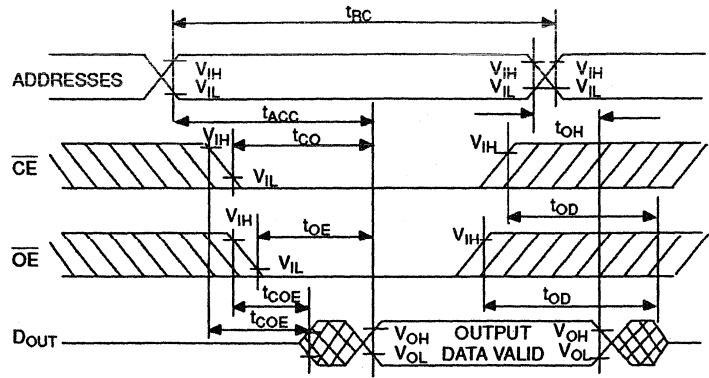 tRC
ADDRESSES
VIH
VIL
VIH
VIL
VIH
VIL
tACC
tCO
tOH
CE
VIH
VIL
VIH
tOD
OE
VIH
VIL
tOE
VIH
tCOE
tOD
tCOE
DOUT
VOH
VOL
OUTPUT
DATA VALID
VOH
VOL